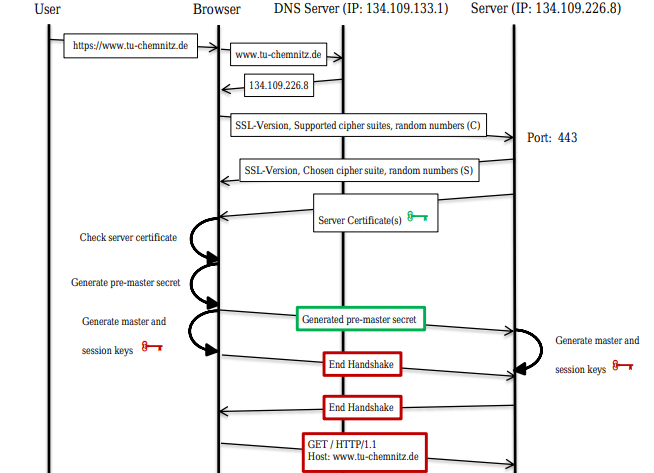 User
Browser
DNS Server (IP: 134.109.133.1)
Server (IP: 134.109.226.8)
https://www.tu-chemnitz.de
www.tu-chemnitz.de
134.109.226.8
SSL-Version, Supported cipher suites, random numbers (C)
Port: 443
SSL-Version, Chosen cipher suite, random numbers (S)
Server Certificate(s)
Check server certificate
Generate pre-master secret
Generated pre-master secret
Generate master and
session keys
Generate master and
session keys
End Handshake
End Handshake
GET / HTTP/1.1
Host: www.tu-chemnitz.de